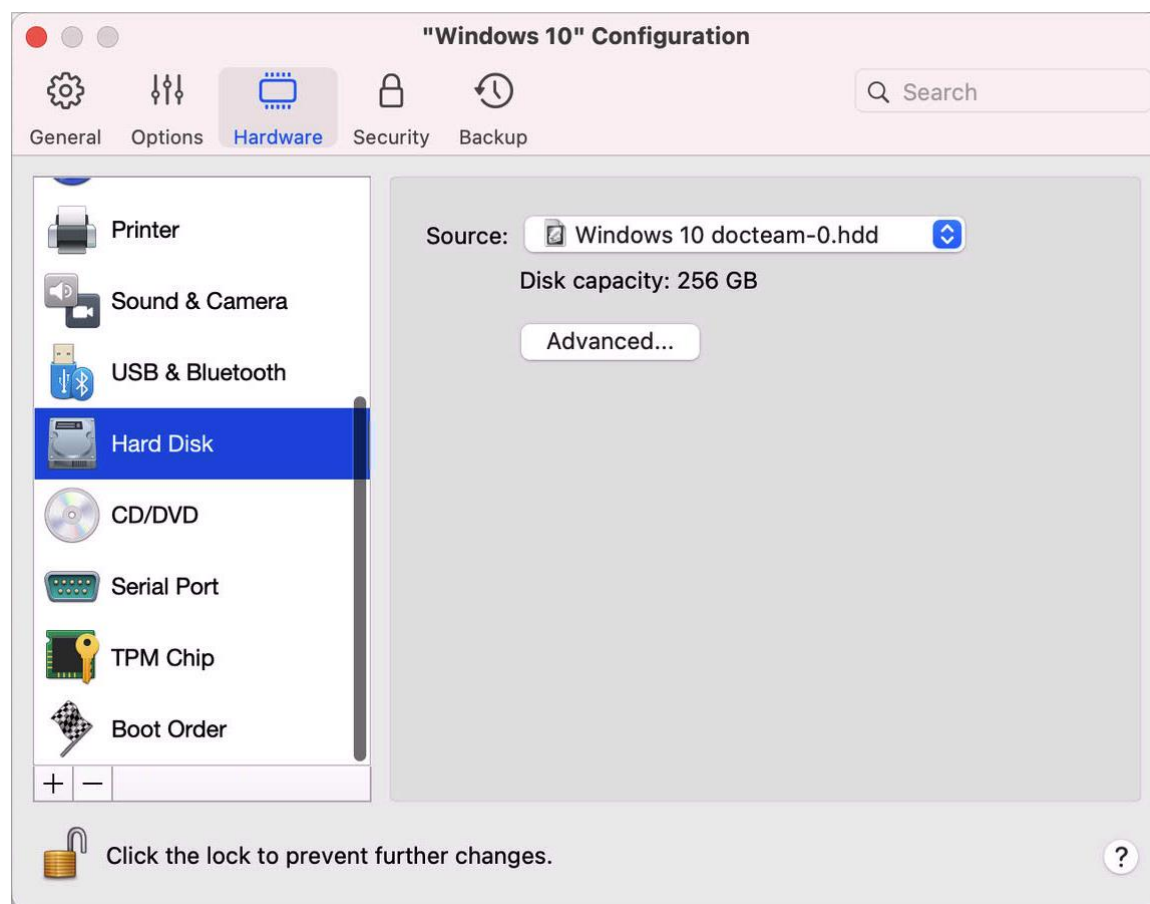 "Windows 10" Configuration
General Options Hardware Security Backup
Search
Printer
Sound & Camera
USB & Bluetooth
Hard Disk
CD/DVD
Serial Port
TPM Chip
Boot Order
+ −
Source: Windows 10 docteam-0.hdd
Disk capacity: 256 GB
Advanced...
Click the lock to prevent further changes.
?